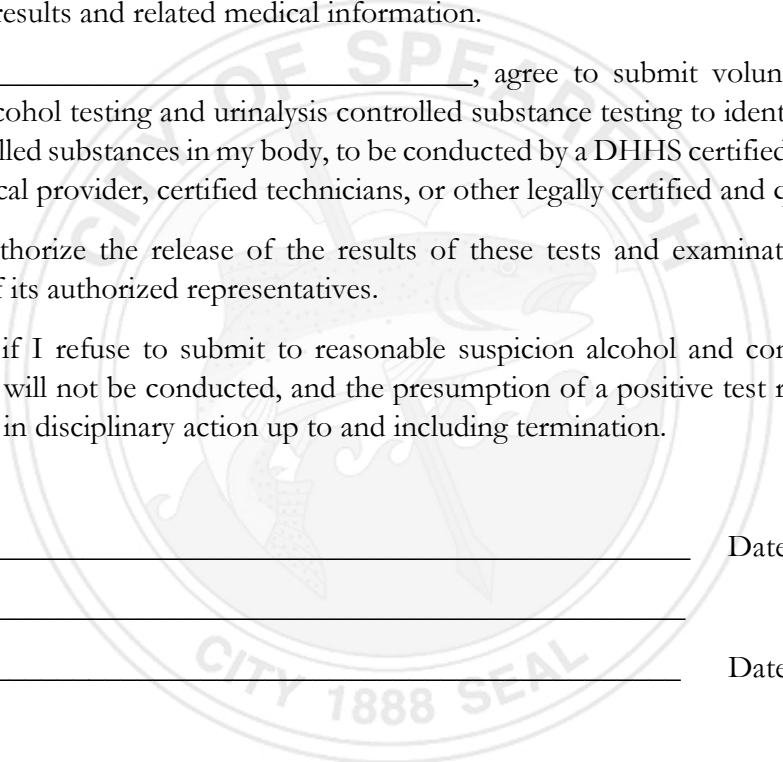 results and related medical information.
, agree to submit volun
cohol testing and urinalysis controlled substance testing to ident
lled substances in my body, to be conducted by a DHHS certified
cal provider, certified technicians, or other legally certified and q
thorize the release of the results of these tests and examinat
f its authorized representatives.
if I refuse to submit to reasonable suspicion alcohol and con
will not be conducted, and the presumption of a positive test r
in disciplinary action up to and including termination.
Date
Date
CITY OF SPEARFISH
CITY 1888 SEAL